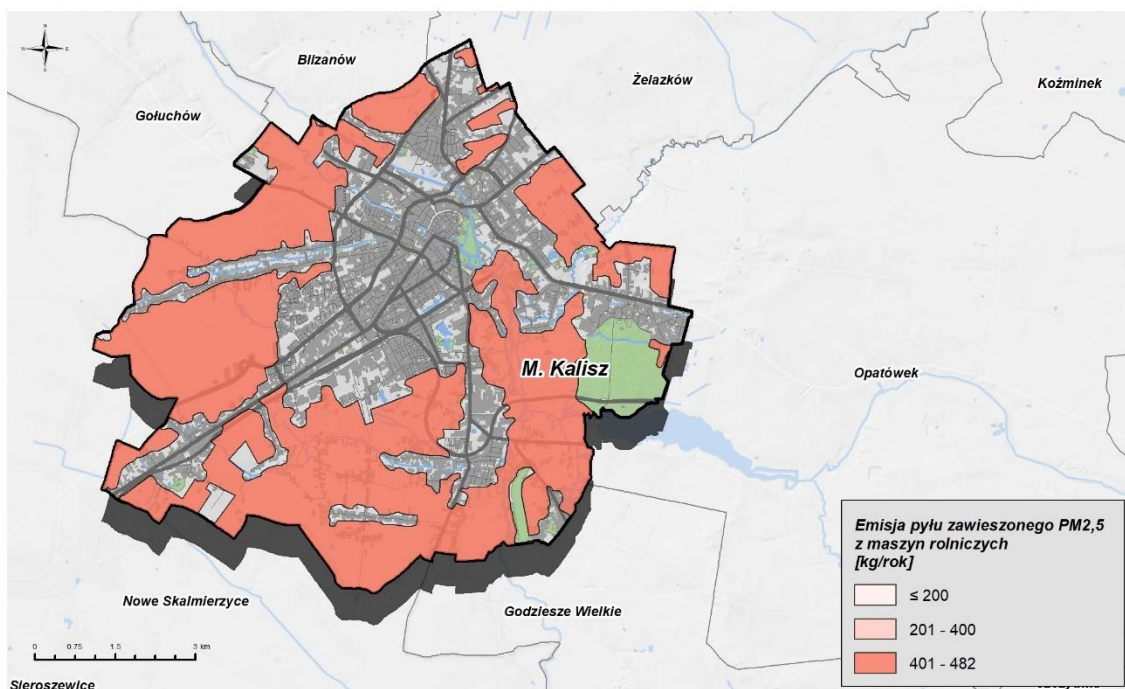 N
W
E
S
Blizanów
Żelazków
Koźminek
Gołuchów
M. Kalisz
Opatówek
Nowe Skalmierzyce
Godziesze Wielkie
Sieroszewice
0 0.75 1.5 3 km
Emisja pyłu zawieszonego PM2,5
z maszyn rolniczych
[kg/rok]
≤ 200
201 - 400
401 - 482